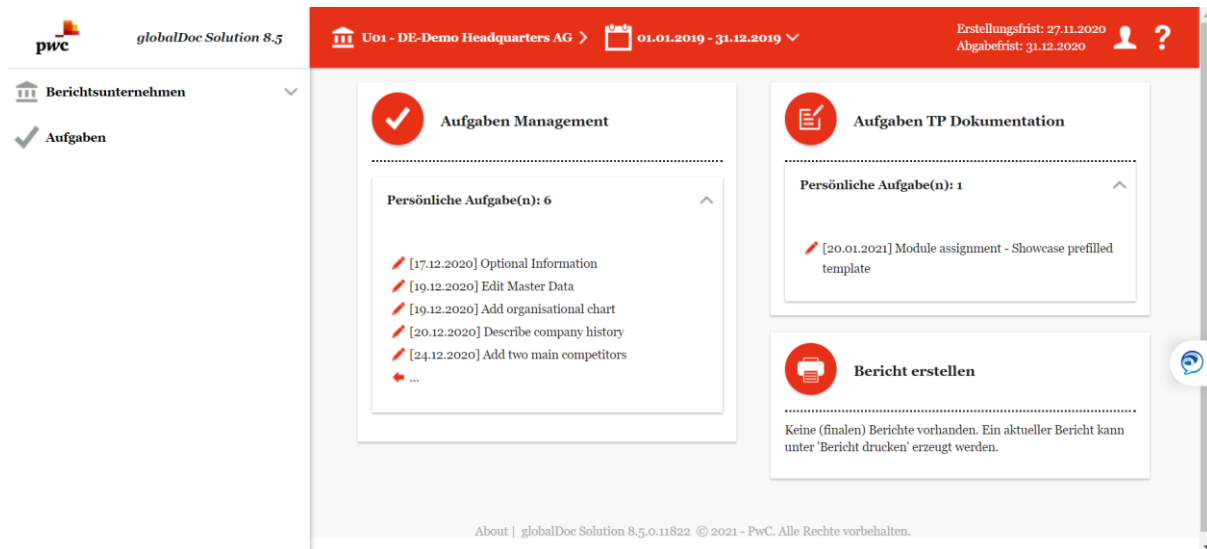 pwc
globalDoc Solution 8.5
U01 - DE-Demo Headquarters AG
01.01.2019 - 31.12.2019
Erstellungsfrist: 27.11.2020
Abgabefrist: 31.12.2020
?
Berichtsunternehmen
Aufgaben
Aufgaben Management
Persönliche Aufgabe(n): 6
[17.12.2020] Optional Information
[19.12.2020] Edit Master Data
[19.12.2020] Add organisational chart
[20.12.2020] Describe company history
[24.12.2020] Add two main competitors
...
Aufgaben TP Dokumentation
Persönliche Aufgabe(n): 1
[20.01.2021] Module assignment - Showcase prefilled
template
Bericht erstellen
Keine (finalen) Berichte vorhanden. Ein aktueller Bericht kann
unter 'Bericht drucken' erzeugt werden.
About | globalDoc Solution 8.5.0.11822 © 2021 - PwC. Alle Rechte vorbehalten.